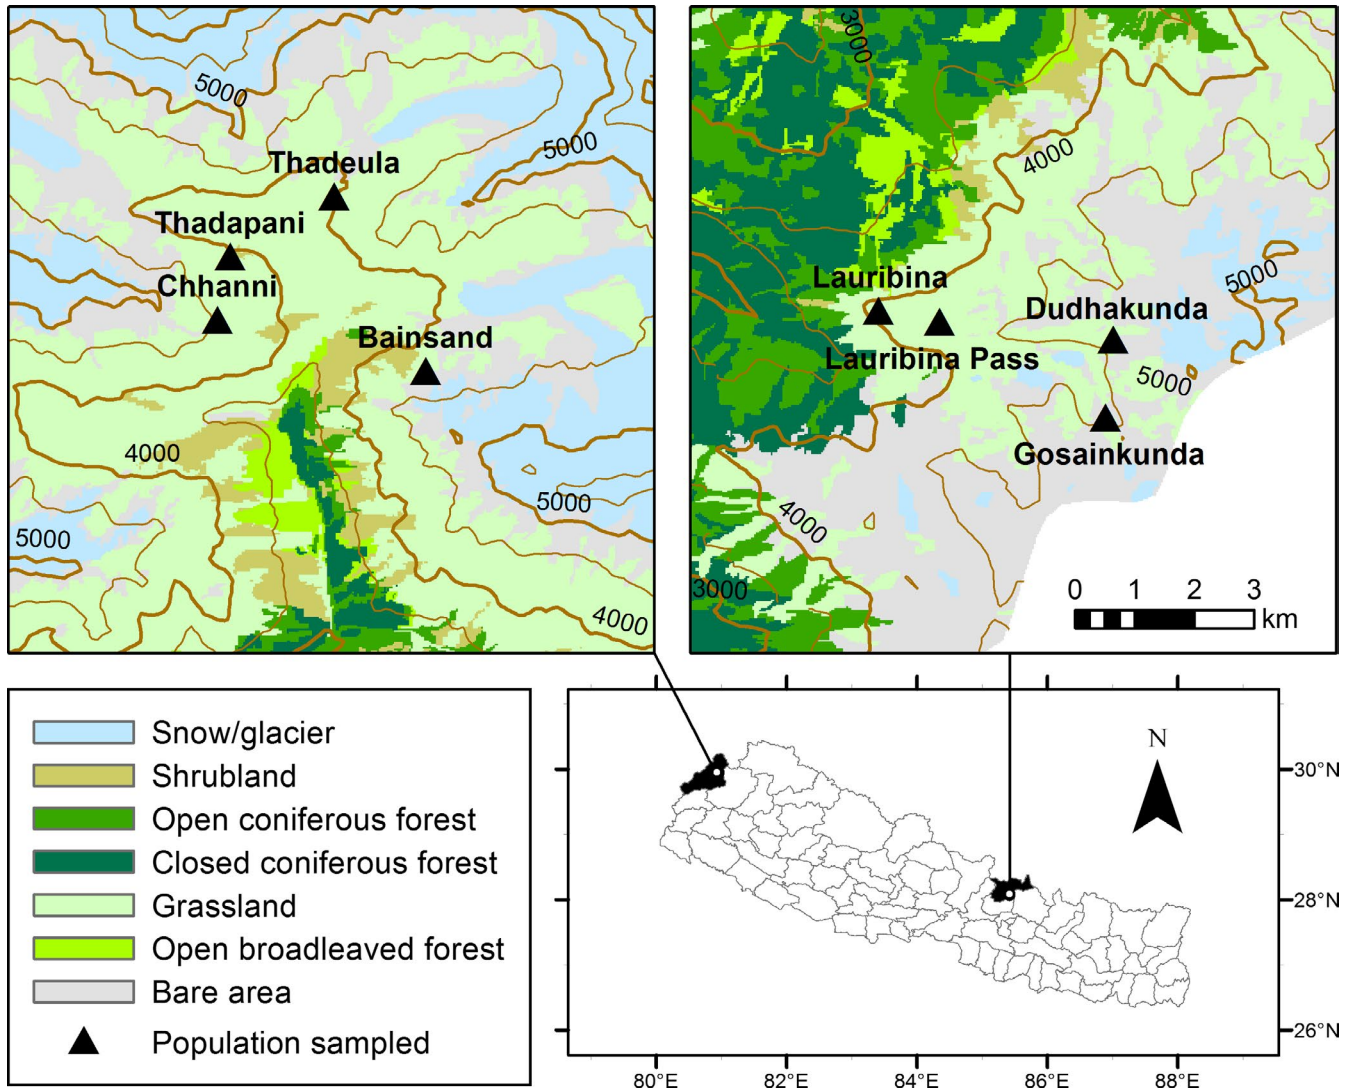 5000
5000
Thadeula
Thadapani
Chhanni
Bainsand
4000
5000
5000
4000
3000
4000
5000
Lauribina
Dudhakunda
Lauribina Pass
5000
Gosainkunda
4000
3000
0 1 2 3
km
Snow/glacier
Shrubland
Open coniferous forest
Closed coniferous forest
Grassland
Open broadleaved forest
Bare area
Population sampled
N
30°N
28°N
26°N
80°E 82°E 84°E 86°E 88°E